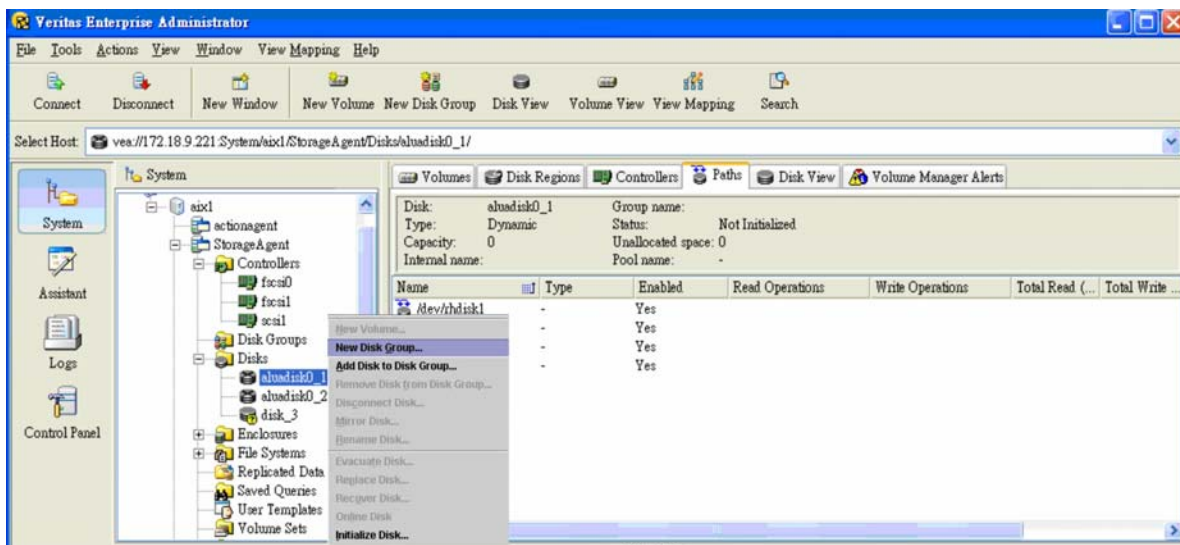 Veritas Enterprise Administrator
File Tools Actions View Window View Mapping Help
Connect Disconnect New Window New Volume New Disk Group Disk View Volume View View Mapping Search
Select Host: vea://172.18.9.221:System/aix1/StorageAgent/Disks/aluadisk0_1/
System
Assistant
Logs
Control Panel
System
aix1
actionagent
StorageAgent
Controllers
fscsi0
fscsi1
scsi1
Disk Groups
Disks
aluadisk0_1
aluadisk0_2
disk_3
Enclosures
File Systems
Replicated Data
Saved Queries
User Templates
Volume Sets
New Volume...
New Disk Group...
Add Disk to Disk Group...
Remove Disk from Disk Group...
Disconnect Disk...
Mirror Disk...
Rename Disk...
Evacuate Disk...
Replace Disk...
Recover Disk...
Online Disk
Initialize Disk...
Volumes Disk Regions Controllers Paths Disk View Volume Manager Alerts
Disk: aluadisk0_1 Group name:
Type: Dynamic Status: Not Initialized
Capacity: 0 Unallocated space: 0
Internal name: Pool name: -
Name Type Enabled Read Operations Write Operations Total Read (... Total Write ...
/dev/rhdisk1 - Yes
- Yes
- Yes
- Yes